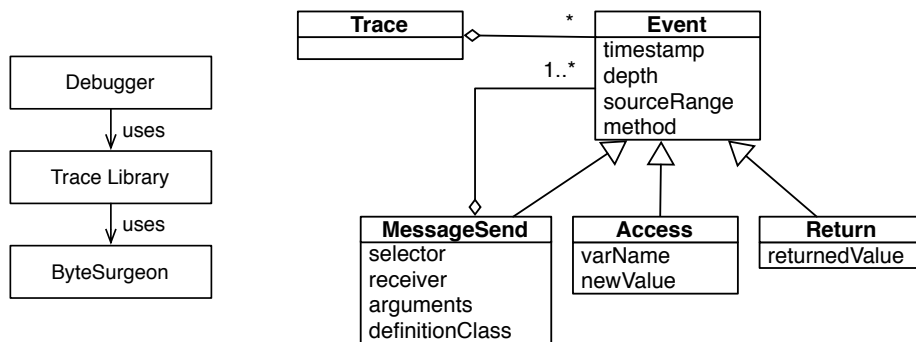 Debugger
uses
Trace Library
uses
ByteSurgeon
Trace
*
1..*
Event
timestamp
depth
sourceRange
method
MessageSend
selector
receiver
arguments
definitionClass
Access
varName
newValue
Return
returnedValue